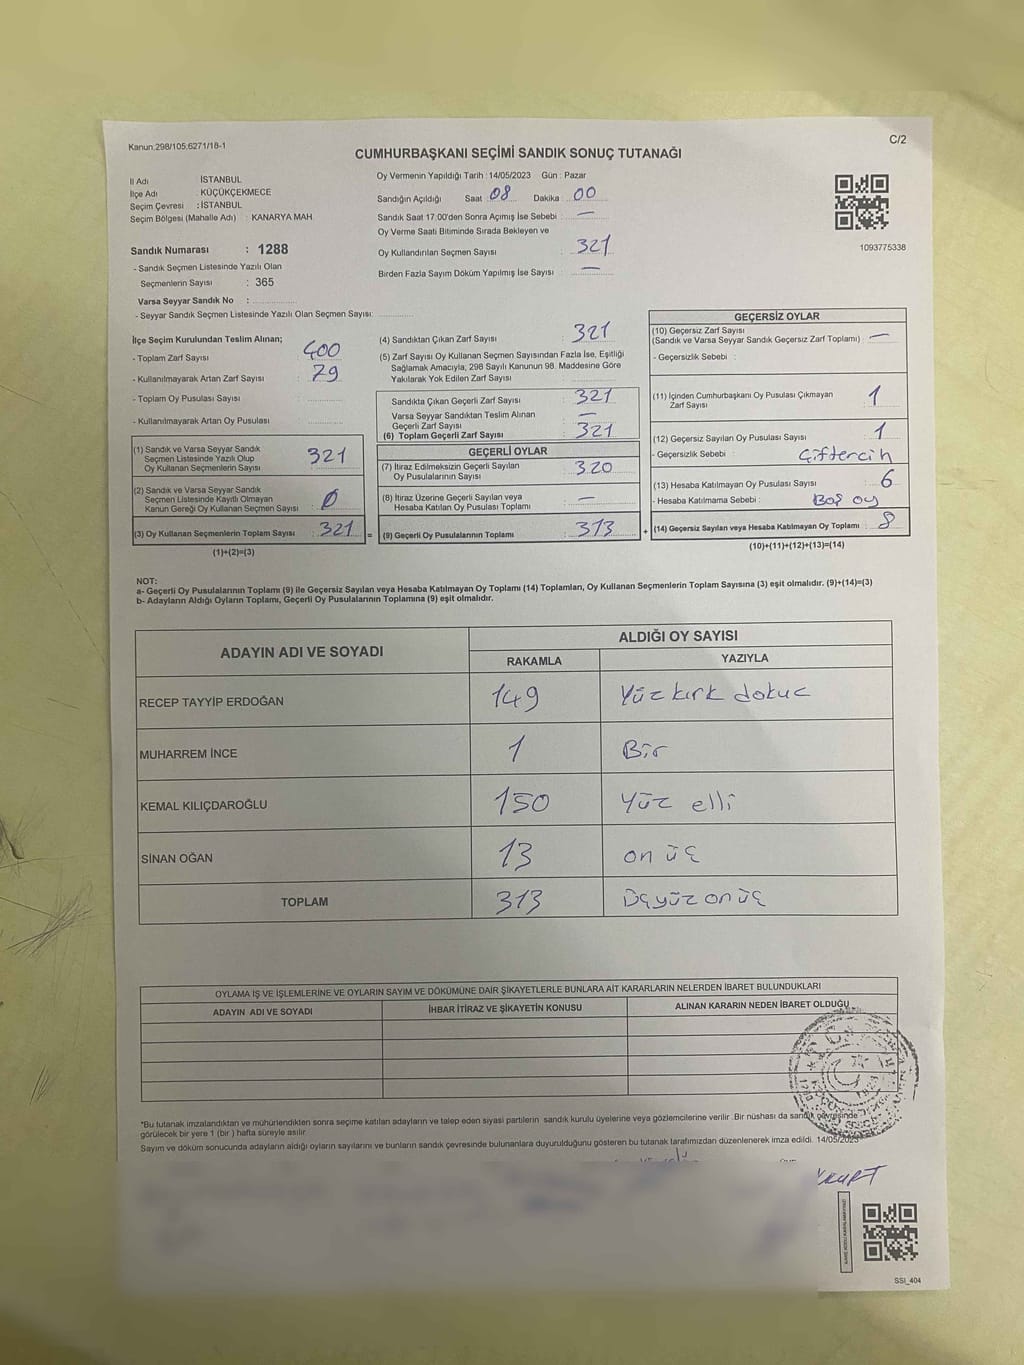 Kanun:298/105;6271/18-1
C/2
CUMHURBAŞKANI SEÇİMİ SANDIK SONUÇ TUTANAĞI
İl Adı : İSTANBUL
İlçe Adı : KÜÇÜKÇEKMECE
Seçim Çevresi : İSTANBUL
Seçim Bölgesi (Mahalle Adı) : KANARYA MAH
Sandık Numarası : 1288
- Sandık Seçmen Listesinde Yazılı Olan
Seçmenlerin Sayısı : 365
Varsa Seyyar Sandık No :
- Seyyar Sandık Seçmen Listesinde Yazılı Olan Seçmen Sayısı:
Oy Vermenin Yapıldığı Tarih : 14/05/2023 Gün : Pazar
Sandığın Açıldığı Saat : 08 Dakika : 00
Sandık Saat 17.00'den Sonra Açımış İse Sebebi : —
Oy Verme Saati Bitiminde Sırada Bekleyen ve
Oy Kullandırılan Seçmen Sayısı : 321
Birden Fazla Sayım Döküm Yapılmış İse Sayısı : —
1093775338
İlçe Seçim Kurulundan Teslim Alınan;
- Toplam Zarf Sayısı : 400
- Kullanılmayarak Artan Zarf Sayısı : 79
- Toplam Oy Pusulası Sayısı :
- Kullanılmayarak Artan Oy Pusulası :
(1) Sandık ve Varsa Seyyar Sandık
Seçmen Listesinde Yazılı Olup
Oy Kullanan Seçmenlerin Sayısı : 321
(2) Sandık ve Varsa Seyyar Sandık
Seçmen Listesinde Kayıtlı Olmayan
Kanun Gereği Oy Kullanan Seçmen Sayısı : 0
(3) Oy Kullanan Seçmenlerin Toplam Sayısı : 321 =
(1)+(2)=(3)
(4) Sandıktan Çıkan Zarf Sayısı : 321
(5) Zarf Sayısı Oy Kullanan Seçmen Sayısından Fazla İse, Eşitliği
Sağlamak Amacıyla, 298 Sayılı Kanunun 98. Maddesine Göre
Yakılarak Yok Edilen Zarf Sayısı :
Sandıkta Çıkan Geçerli Zarf Sayısı : 321
Varsa Seyyar Sandıktan Teslim Alınan
Geçerli Zarf Sayısı : —
(6) Toplam Geçerli Zarf Sayısı : 321
GEÇERLİ OYLAR
(7) İtiraz Edilmeksizin Geçerli Sayılan
Oy Pusulalarının Sayısı : 320
(8) İtiraz Üzerine Geçerli Sayılan veya
Hesaba Katılan Oy Pusulası Toplamı : —
(9) Geçerli Oy Pusulalarının Toplamı : 313 +
GEÇERSİZ OYLAR
(10) Geçersiz Zarf Sayısı
(Sandık ve Varsa Seyyar Sandık Geçersiz Zarf Toplamı) : —
- Geçersizlik Sebebi :
(11) İçinden Cumhurbaşkanı Oy Pusulası Çıkmayan
Zarf Sayısı : 1
(12) Geçersiz Sayılan Oy Pusulası Sayısı : 1
- Geçersizlik Sebebi : Çiftercih
(13) Hesaba Katılmayan Oy Pusulası Sayısı : 6
- Hesaba Katılmama Sebebi : Boş oy
(14) Geçersiz Sayılan veya Hesaba Katılmayan Oy Toplamı : 8
(10)+(11)+(12)+(13)=(14)
NOT:
a- Geçerli Oy Pusulalarının Toplamı (9) ile Geçersiz Sayılan veya Hesaba Katılmayan Oy Toplamı (14) Toplamları, Oy Kullanan Seçmenlerin Toplam Sayısına (3) eşit olmalıdır. (9)+(14)=(3)
b- Adayların Aldığı Oyların Toplamı, Geçerli Oy Pusulalarının Toplamına (9) eşit olmalıdır.
ADAYIN ADI VE SOYADI
ALDIĞI OY SAYISI
RAKAMLA YAZIYLA
RECEP TAYYİP ERDOĞAN 149 Yüz kırk dokuc
MUHARREM İNCE 1 Bir
KEMAL KILIÇDAROĞLU 150 Yüz elli
SİNAN OĞAN 13 on üç
TOPLAM 313 Üçyüz on üç
OYLAMA İŞ VE İŞLEMLERİNE VE OYLARIN SAYIM VE DÖKÜMÜNE DAİR ŞİKAYETLERLE BUNLARA AİT KARARLARIN NELERDEN İBARET BULUNDUKLARI
ADAYIN ADI VE SOYADI İHBAR İTİRAZ VE ŞİKAYETİN KONUSU ALINAN KARARIN NEDEN İBARET OLDUĞU
*Bu tutanak imzalandıktan ve mühürlendikten sonra seçime katılan adayların ve talep eden siyasi partilerin sandık kurulu üyelerine veya gözlemcilerine verilir .Bir nüshası da sandık çevresinde
görülecek bir yere 1 (bir ) hafta süreyle asılır
Sayım ve döküm sonucunda adayların aldığı oyların sayılarını ve bunların sandık çevresinde bulunanlara duyurulduğunu gösteren bu tutanak tarafımızdan düzenlenerek imza edildi. 14/05/2023
SSI_404